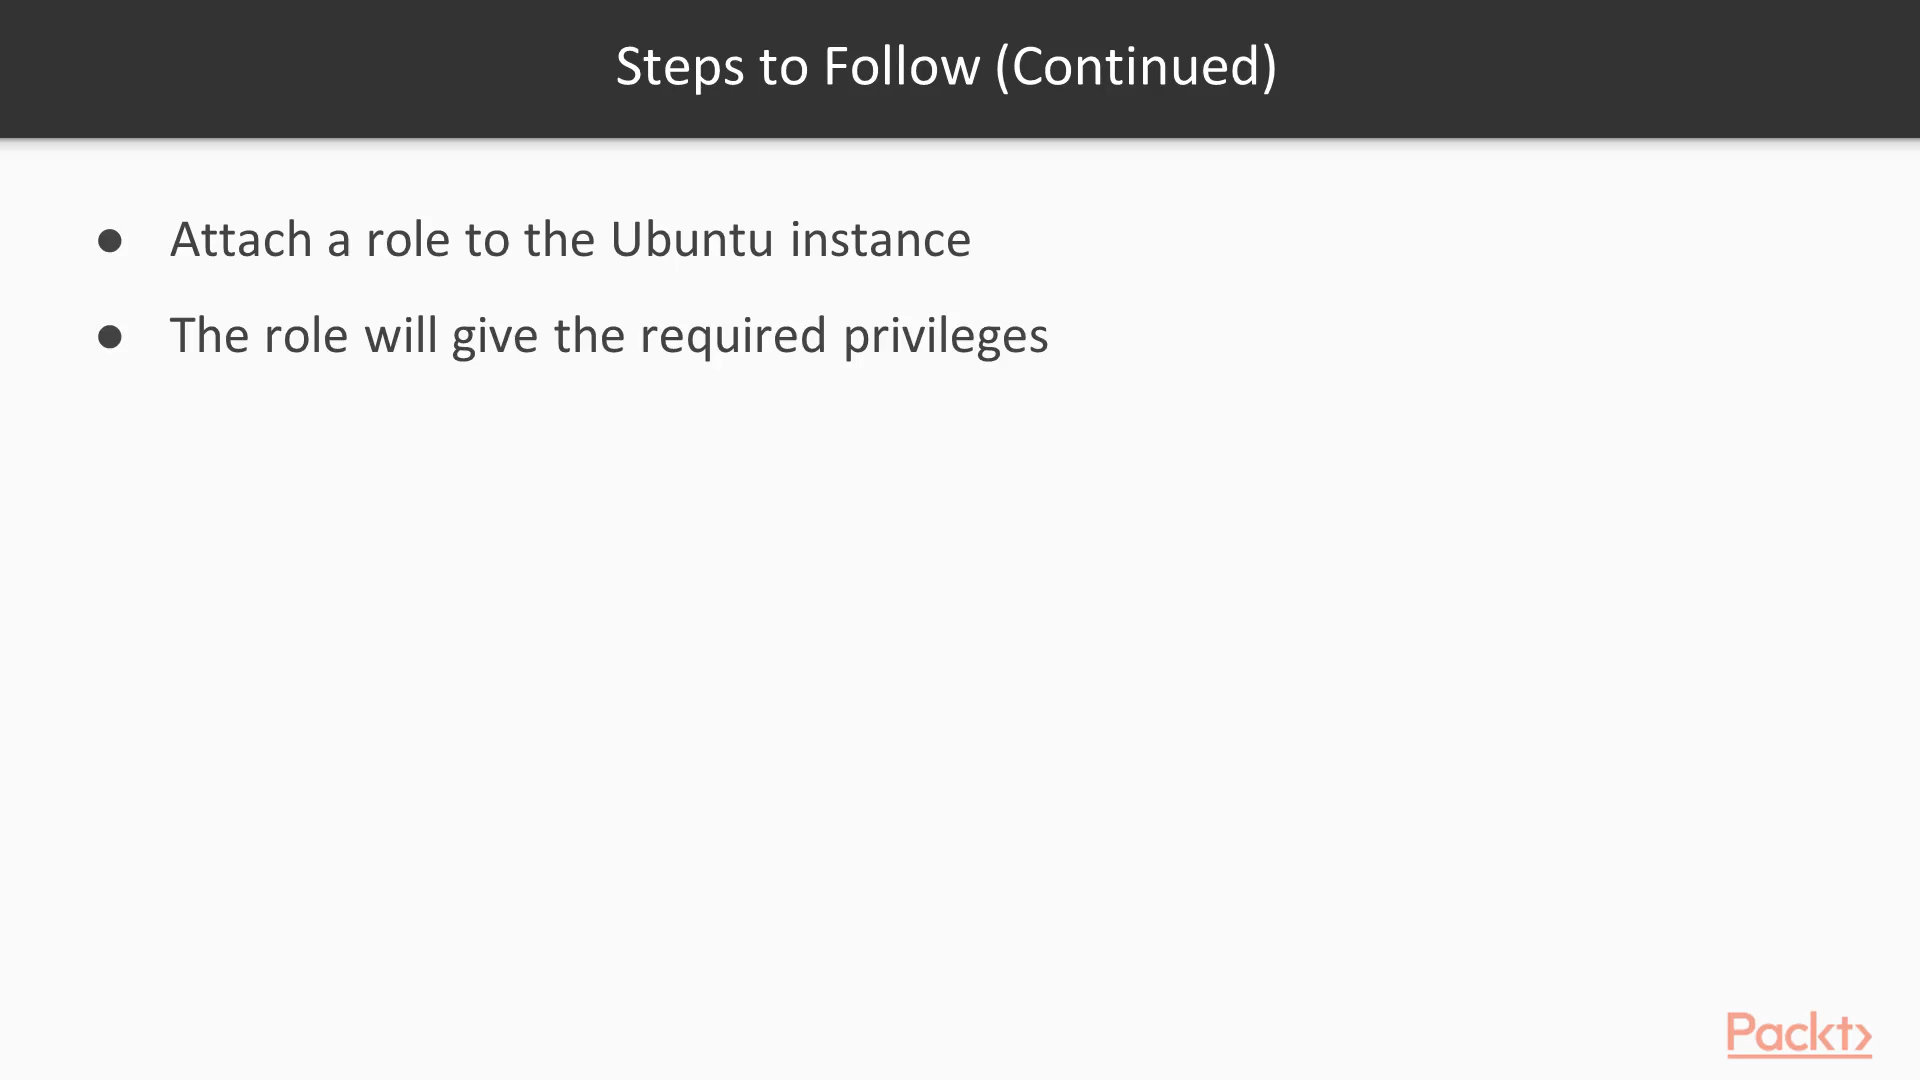 Steps to Follow (Continued)
● Attach a role to the Ubuntu instance
● The role will give the required privileges
Packt>